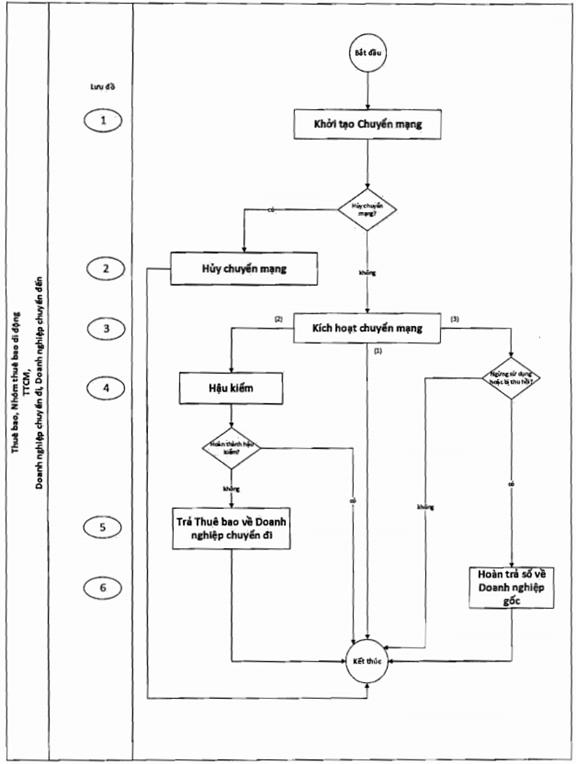 Bắt đầu
Lưu đồ
1
Khởi tạo Chuyển mạng
Hủy chuyển
mạng?
có
2
Hủy chuyển mạng
không
3
(2)
Kích hoạt chuyển mạng
(3)
(1)
4
Hậu kiểm
Ngừng sử dụng
hoặc bị thu hồi?
Hoàn thành hậu
kiểm?
không
có
không
có
5
Trả Thuê bao về Doanh
nghiệp chuyển đi
6
Hoàn trả số về
Doanh nghiệp
gốc
Kết thúc
Thuê bao, Nhóm thuê bao di động
TTCM,
Doanh nghiệp chuyển đi, Doanh nghiệp chuyển đến